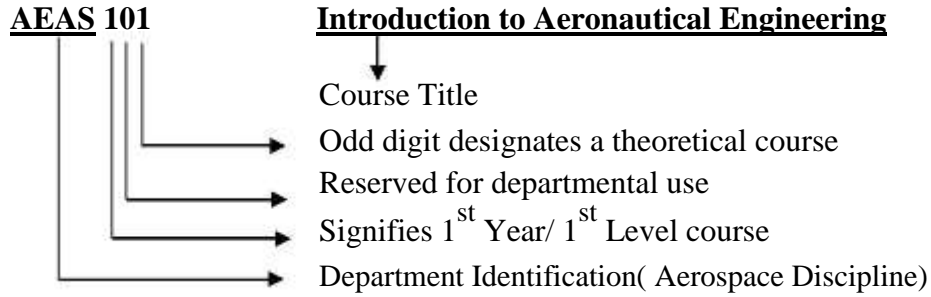 AEAS 101 Introduction to Aeronautical Engineering
Course Title
Odd digit designates a theoretical course
Reserved for departmental use
Signifies 1st Year/ 1st Level course
Department Identification( Aerospace Discipline)